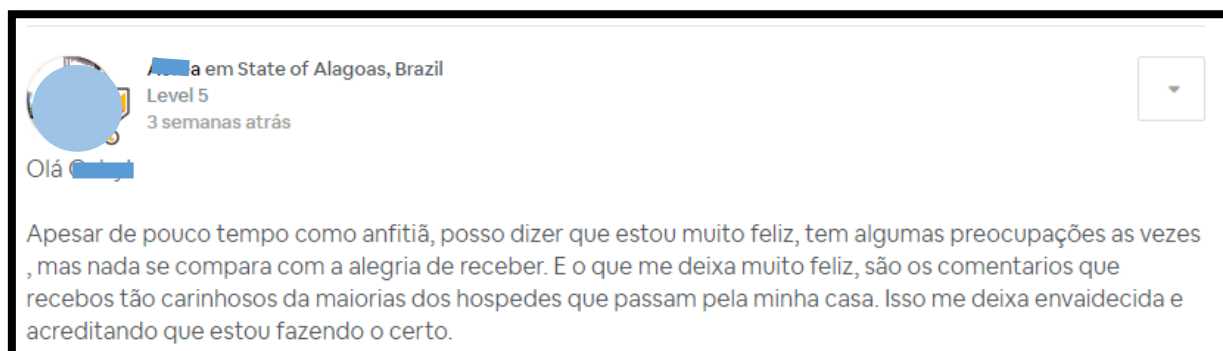 em State of Alagoas, Brazil
Level 5
3 semanas atrás
Olá
Apesar de pouco tempo como anfitiã, posso dizer que estou muito feliz, tem algumas preocupações as vezes
, mas nada se compara com a alegria de receber. E o que me deixa muito feliz, são os comentarios que
recebos tão carinhosos da maiorias dos hospedes que passam pela minha casa. Isso me deixa envaidecida e
acreditando que estou fazendo o certo.